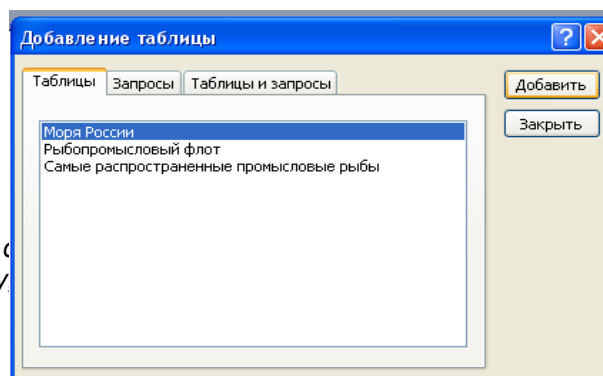 Добавление таблицы
Таблицы Запросы Таблицы и запросы
Добавить
Закрыть
Моря России
Рыбопромысловый флот
Самые распространенные промысловые рыбы